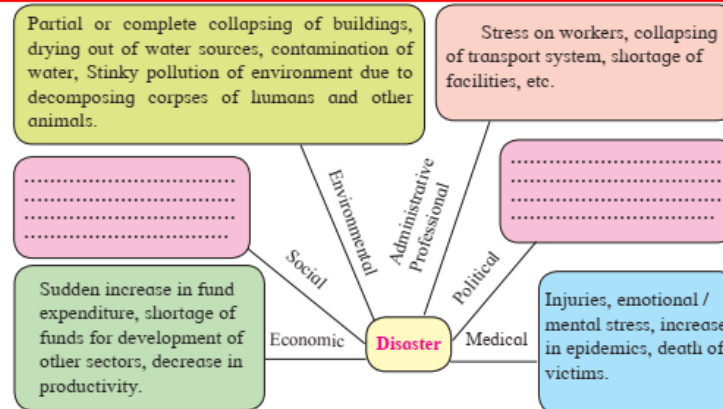 Partial or complete collapsing of buildings,
drying out of water sources, contamination of
water, Stinky pollution of environment due to
decomposing corpses of humans and other
animals.
Stress on workers, collapsing
of transport system, shortage of
facilities, etc.
Environmental
Administrative
Professional
....................................
....................................
....................................
...................................
....................................
....................................
....................................
...............................
Social
Political
Sudden increase in fund
expenditure, shortage of
funds for development of
other sectors, decrease in
productivity.
Economic
Disaster
Medical
Injuries, emotional /
mental stress, increase
in epidemics, death of
victims.